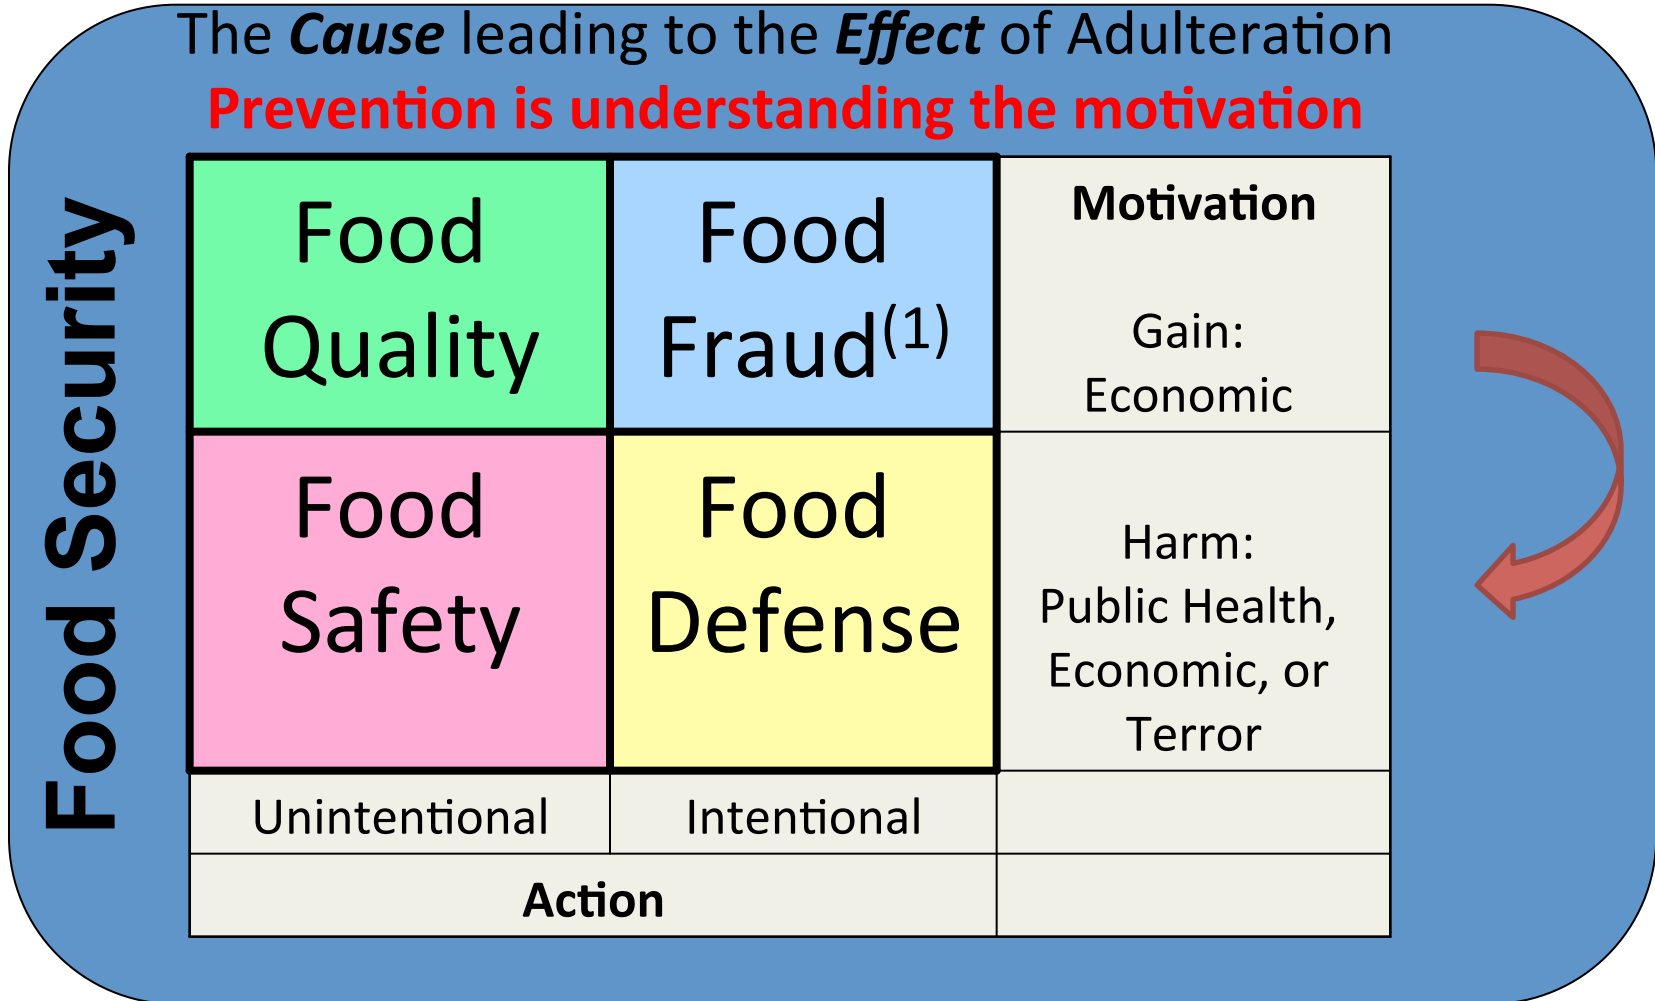 The Cause leading to the Effect of Adulteration
Prevention is understanding the motivation
Food Security
Food
Quality
Food
Fraud(1)
Motivation
Gain:
Economic
Food
Safety
Food
Defense
Harm:
Public Health,
Economic, or
Terror
Unintentional
Intentional
Action